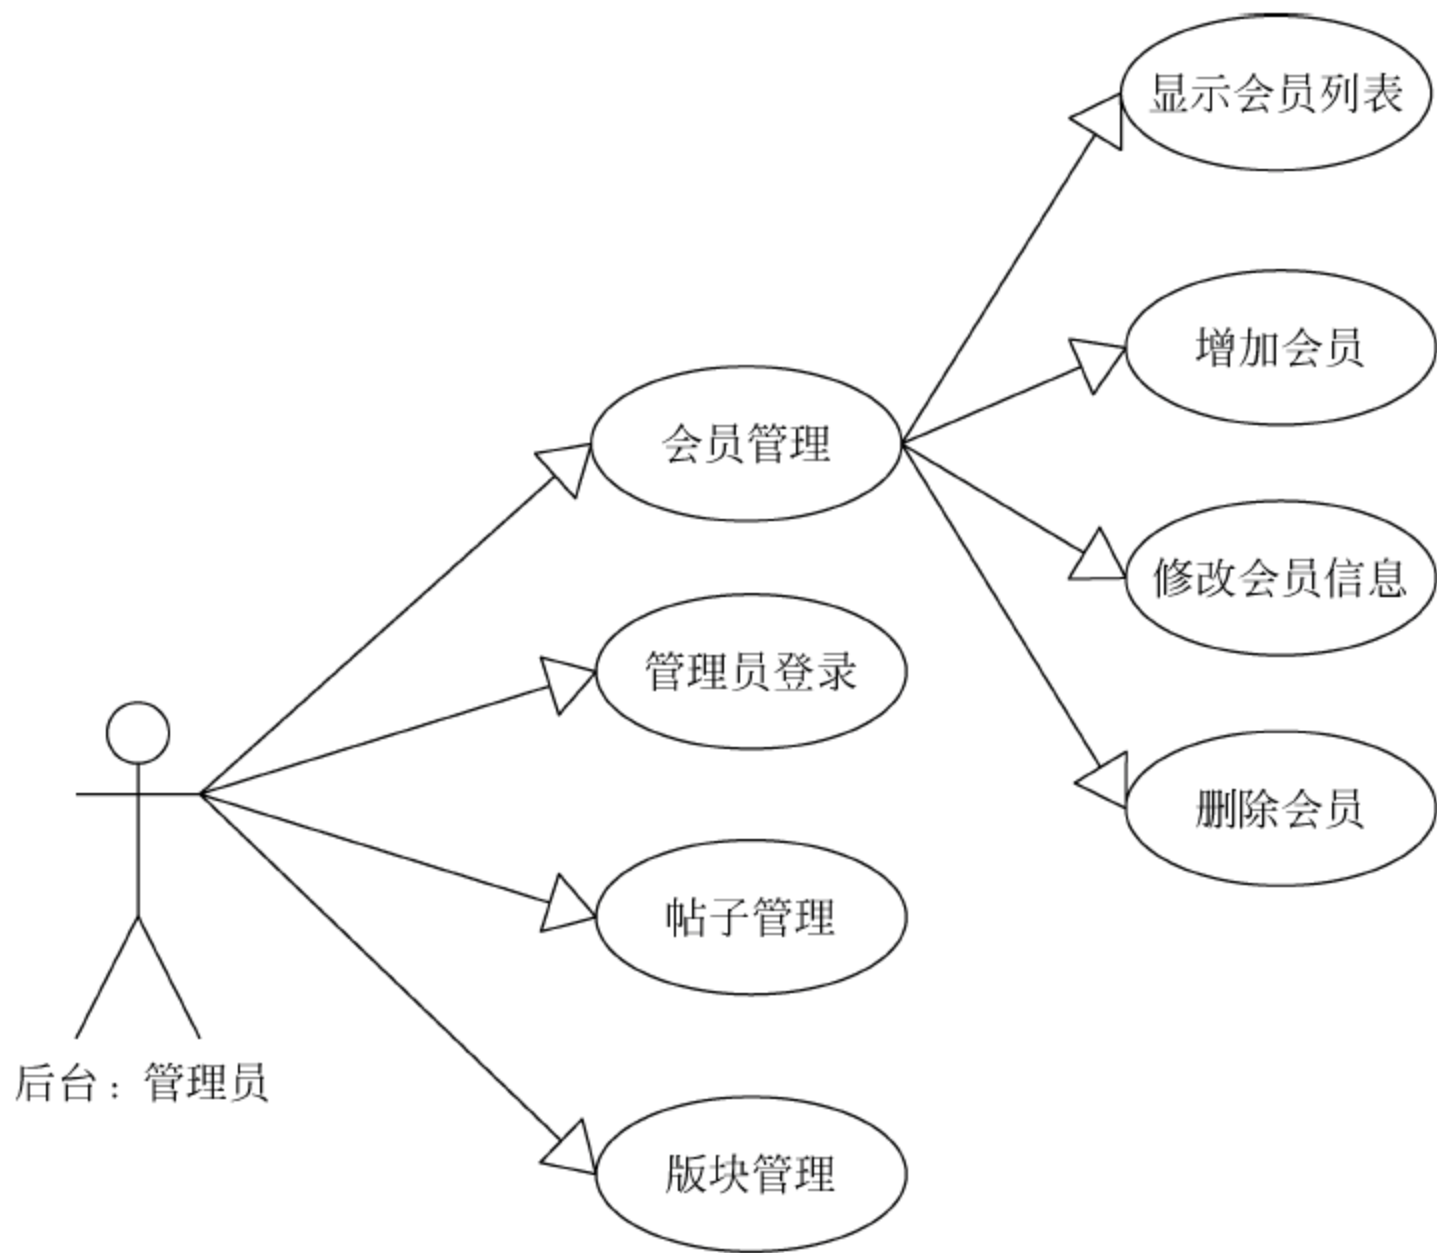 显示会员列表
增加会员
会员管理
修改会员信息
管理员登录
删除会员
帖子管理
后台：管理员
版块管理